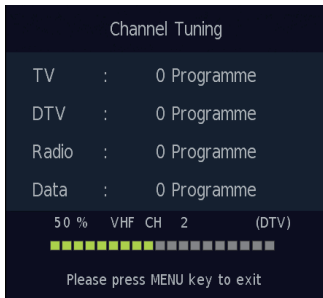 Channel Tuning
TV : 0 Programme
DTV : 0 Programme
Radio : 0 Programme
Data : 0 Programme
50 % VHF CH 2 (DTV)
Please press MENU key to exit